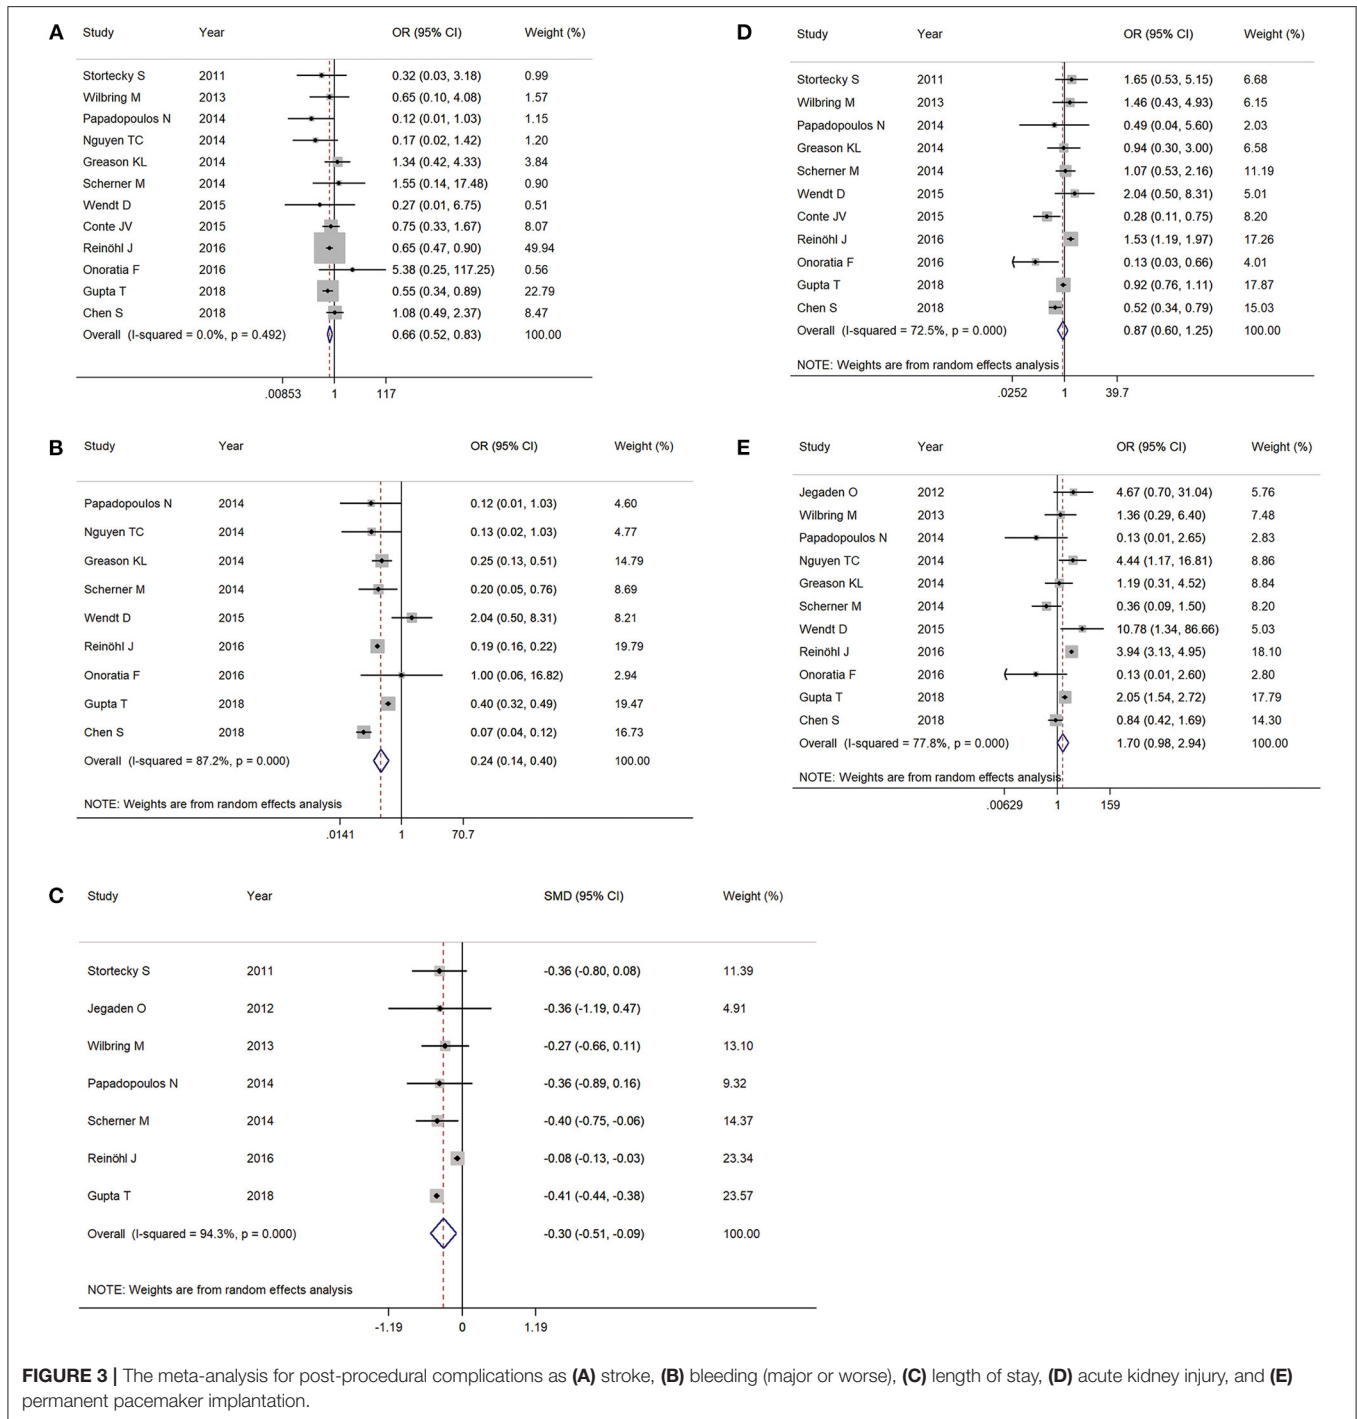 A
Study Year OR (95% CI) Weight (%)
Stortecky S 2011 0.32 (0.03, 3.18) 0.99
Wilbring M 2013 0.65 (0.10, 4.08) 1.57
Papadopoulos N 2014 0.12 (0.01, 1.03) 1.15
Nguyen TC 2014 0.17 (0.02, 1.42) 1.20
Greason KL 2014 1.34 (0.42, 4.33) 3.84
Scherner M 2014 1.55 (0.14, 17.48) 0.90
Wendt D 2015 0.27 (0.01, 6.75) 0.51
Conte JV 2015 0.75 (0.33, 1.67) 8.07
Reinöhl J 2016 0.65 (0.47, 0.90) 49.94
Onoratia F 2016 5.38 (0.25, 117.25) 0.56
Gupta T 2018 0.55 (0.34, 0.89) 22.79
Chen S 2018 1.08 (0.49, 2.37) 8.47
Overall (I-squared = 0.0%, p = 0.492) 0.66 (0.52, 0.83) 100.00
.00853 1 117
B
Study Year OR (95% CI) Weight (%)
Papadopoulos N 2014 0.12 (0.01, 1.03) 4.60
Nguyen TC 2014 0.13 (0.02, 1.03) 4.77
Greason KL 2014 0.25 (0.13, 0.51) 14.79
Scherner M 2014 0.20 (0.05, 0.76) 8.69
Wendt D 2015 2.04 (0.50, 8.31) 8.21
Reinöhl J 2016 0.19 (0.16, 0.22) 19.79
Onoratia F 2016 1.00 (0.06, 16.82) 2.94
Gupta T 2018 0.40 (0.32, 0.49) 19.47
Chen S 2018 0.07 (0.04, 0.12) 16.73
Overall (I-squared = 87.2%, p = 0.000) 0.24 (0.14, 0.40) 100.00
NOTE: Weights are from random effects analysis
.0141 1 70.7
C
Study Year SMD (95% CI) Weight (%)
Stortecky S 2011 -0.36 (-0.80, 0.08) 11.39
Jegaden O 2012 -0.36 (-1.19, 0.47) 4.91
Wilbring M 2013 -0.27 (-0.66, 0.11) 13.10
Papadopoulos N 2014 -0.36 (-0.89, 0.16) 9.32
Scherner M 2014 -0.40 (-0.75, -0.06) 14.37
Reinöhl J 2016 -0.08 (-0.13, -0.03) 23.34
Gupta T 2018 -0.41 (-0.44, -0.38) 23.57
Overall (I-squared = 94.3%, p = 0.000) -0.30 (-0.51, -0.09) 100.00
NOTE: Weights are from random effects analysis
-1.19 0 1.19
D
Study Year OR (95% CI) Weight (%)
Stortecky S 2011 1.65 (0.53, 5.15) 6.68
Wilbring M 2013 1.46 (0.43, 4.93) 6.15
Papadopoulos N 2014 0.49 (0.04, 5.60) 2.03
Greason KL 2014 0.94 (0.30, 3.00) 6.58
Scherner M 2014 1.07 (0.53, 2.16) 11.19
Wendt D 2015 2.04 (0.50, 8.31) 5.01
Conte JV 2015 0.28 (0.11, 0.75) 8.20
Reinöhl J 2016 1.53 (1.19, 1.97) 17.26
Onoratia F 2016 0.13 (0.03, 0.66) 4.01
Gupta T 2018 0.92 (0.76, 1.11) 17.87
Chen S 2018 0.52 (0.34, 0.79) 15.03
Overall (I-squared = 72.5%, p = 0.000) 0.87 (0.60, 1.25) 100.00
NOTE: Weights are from random effects analysis
.0252 1 39.7
E
Study Year OR (95% CI) Weight (%)
Jegaden O 2012 4.67 (0.70, 31.04) 5.76
Wilbring M 2013 1.36 (0.29, 6.40) 7.48
Papadopoulos N 2014 0.13 (0.01, 2.65) 2.83
Nguyen TC 2014 4.44 (1.17, 16.81) 8.86
Greason KL 2014 1.19 (0.31, 4.52) 8.84
Scherner M 2014 0.36 (0.09, 1.50) 8.20
Wendt D 2015 10.78 (1.34, 86.66) 5.03
Reinöhl J 2016 3.94 (3.13, 4.95) 18.10
Onoratia F 2016 0.13 (0.01, 2.60) 2.80
Gupta T 2018 2.05 (1.54, 2.72) 17.79
Chen S 2018 0.84 (0.42, 1.69) 14.30
Overall (I-squared = 77.8%, p = 0.000) 1.70 (0.98, 2.94) 100.00
NOTE: Weights are from random effects analysis
.00629 1 159
FIGURE 3 | The meta-analysis for post-procedural complications as (A) stroke, (B) bleeding (major or worse), (C) length of stay, (D) acute kidney injury, and (E)
permanent pacemaker implantation.